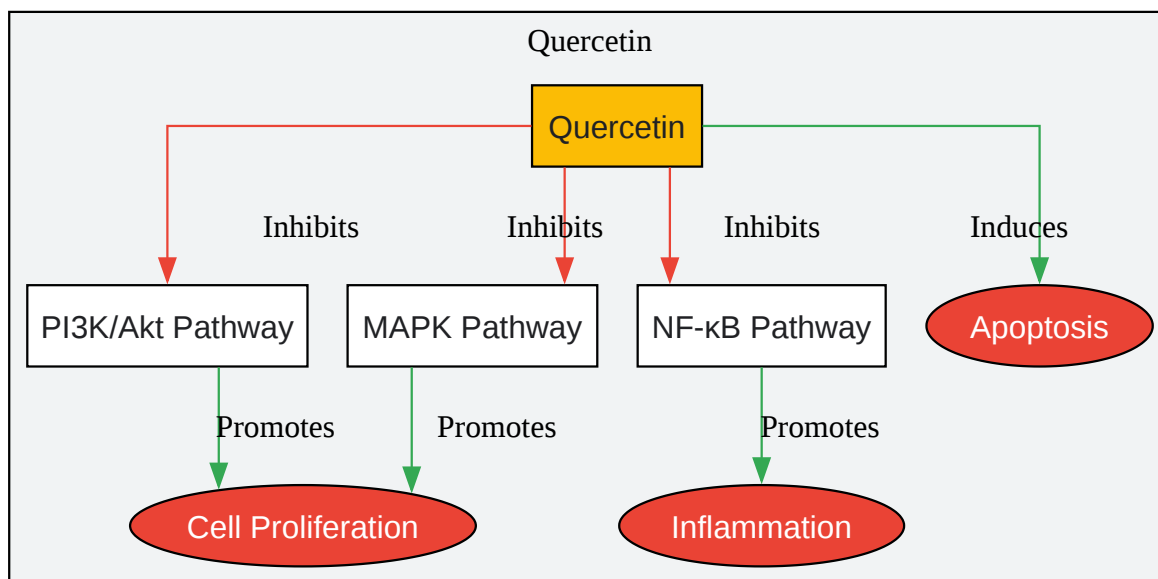 Quercetin
Quercetin
Inhibits Inhibits Inhibits Induces
PI3K/Akt Pathway MAPK Pathway NF-κB Pathway Apoptosis
Promotes Promotes Promotes
Cell Proliferation Inflammation